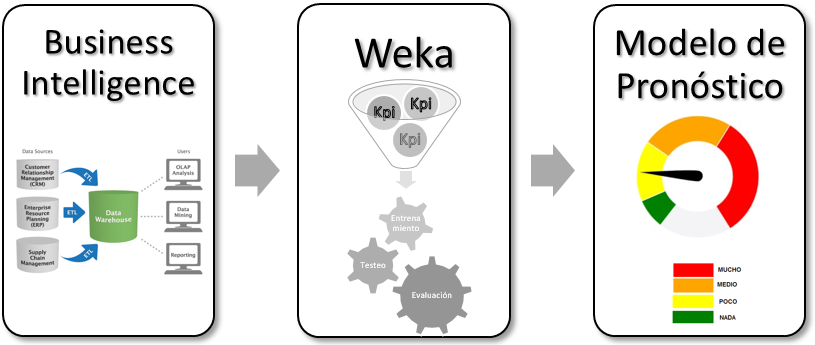 Business
Intelligence
Data Sources
Users
Customer
Relationship
Management
(CRM)
ETL
OLAP
Analysis
Enterprise
Resource
Planning
(ERP)
ETL
Data
Warehouse
Data
Mining
Supply
Chain
Management
ETL
Reporting
Weka
Kpi
Kpi
Kpi
Entrena
miento
Testeo
Evaluación
Modelo de
Pronóstico
MUCHO
MEDIO
POCO
NADA